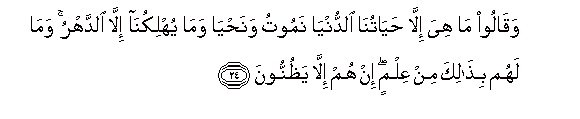 وَقَالُوا۟ مَا هِىَ إِلَّا حَيَاتُنَا ٱلدُّنْيَا نَمُوتُ وَنَحْيَا وَمَا يُهْلِكُنَآ إِلَّا ٱلدَّهْرُ ۚ وَمَا
لَهُم بِذَٰلِكَ مِنْ عِلْمٍ ۖ إِنْ هُمْ إِلَّا يَظُنُّونَ ﴿٢٤﴾